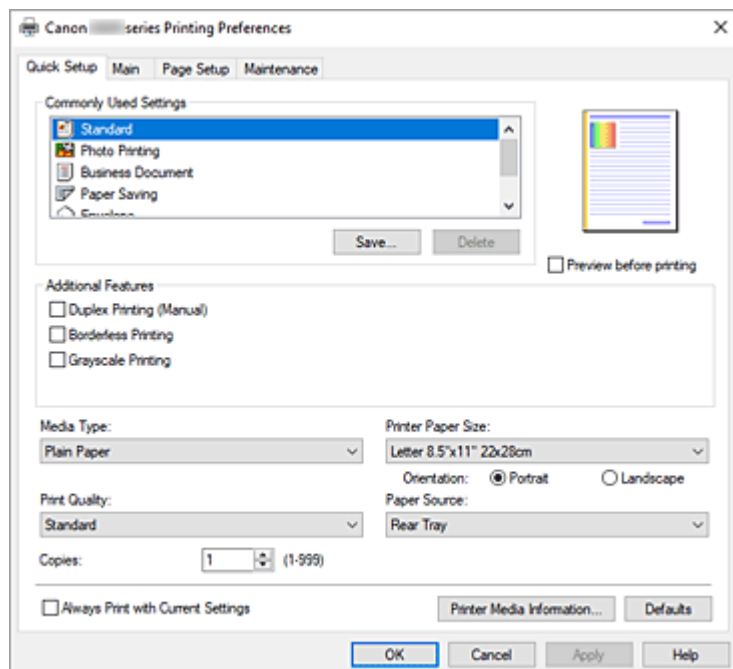 Canon series Printing Preferences
Quick Setup Main Page Setup Maintenance
Commonly Used Settings
Standard
Photo Printing
Business Document
Paper Saving
Envelope
Save... Delete
Preview before printing
Additional Features
Duplex Printing (Manual)
Borderless Printing
Grayscale Printing
Media Type: Printer Paper Size:
Plain Paper Letter 8.5"x11" 22x28cm
Orientation: Portrait Landscape
Print Quality: Paper Source:
Standard Rear Tray
Copies: 1 (1-999)
Always Print with Current Settings Printer Media Information... Defaults
OK Cancel Apply Help